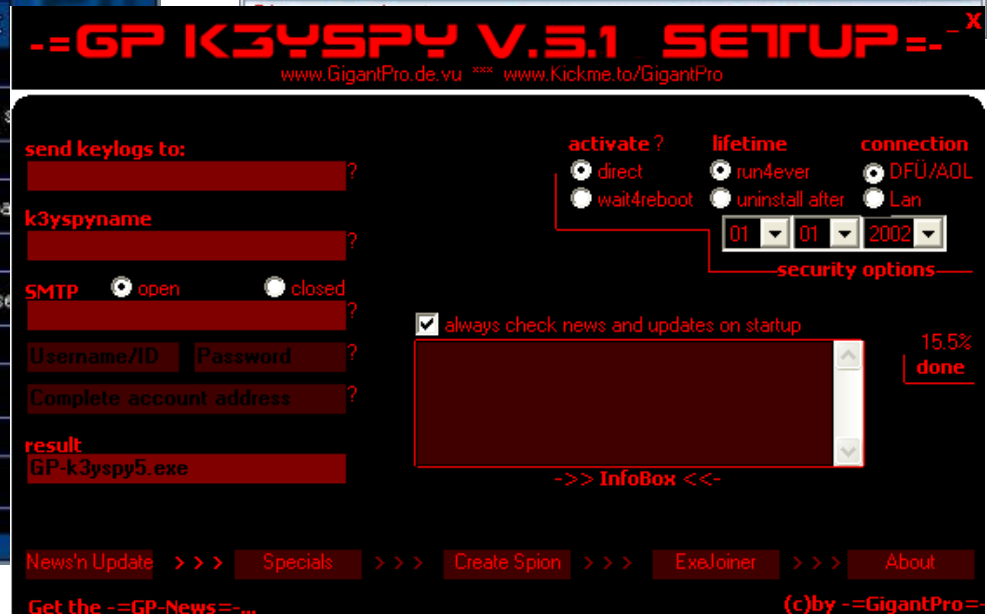 -=GP K3YSPY V.5.1 SETUP=-
_ X
www.GigantPro.de.vu *** www.Kickme.to/GigantPro
send keylogs to:
?
k3yspyname
?
SMTP open closed
?
Username/ID Password ?
Complete account address ?
result
GP-k3yspy5.exe
activate ? lifetime connection
direct run4ever DFÜ/AOL
wait4reboot uninstall after Lan
01 01 2002
security options
always check news and updates on startup
15.5%
done
->> InfoBox <<-
News'n Update > > > Specials > > > Create Spion > > > ExeJoiner > > > About
Get the -=GP-News=-... (c)by -=GigantPro=-